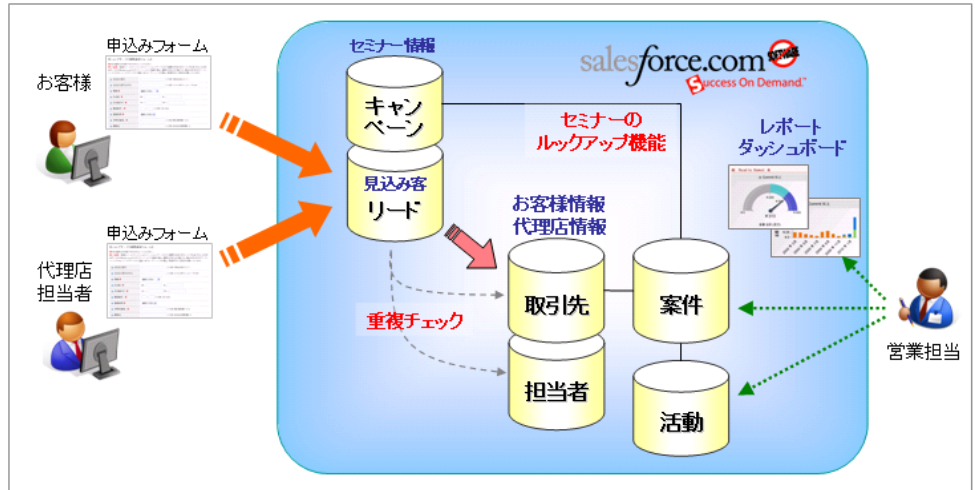 申込みフォーム
お客様
申込みフォーム
代理店
担当者
セミナー情報
キャン
ペーン
見込み客
リード
salesforce.com
SOFTWARE
Success On Demand.™
セミナーの
ルックアップ機能
レポート
ダッシュボード
お客様情報
代理店情報
取引先
案件
重複チェック
担当者
活動
営業担当